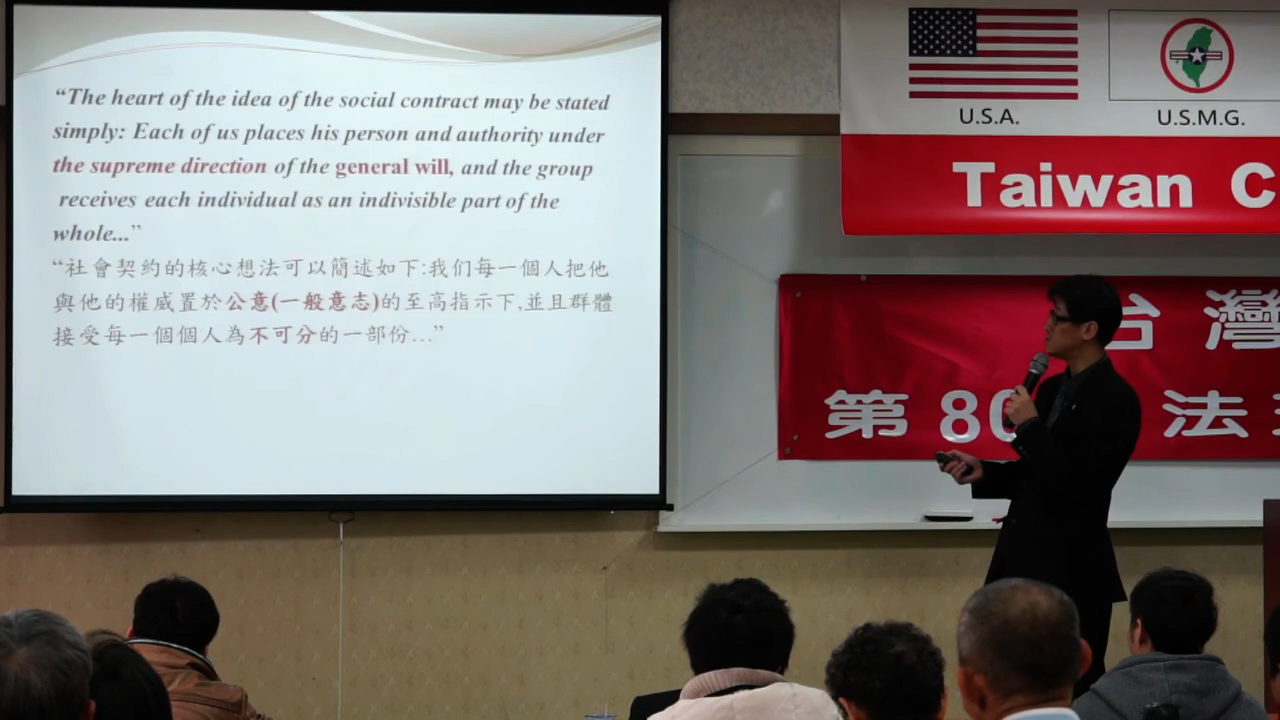 “The heart of the idea of the social contract may be stated
simply: Each of us places his person and authority under
the supreme direction of the general will, and the group
receives each individual as an indivisible part of the
whole...”
“社會契約的核心想法可以簡述如下:我们每一個人把他
與他的權威置於公意(一般意志)的至高指示下,並且群體
接受每一個個人為不可分的一部份...”
U.S.A.
U.S.M.G.
Taiwan C
台灣
第80 法